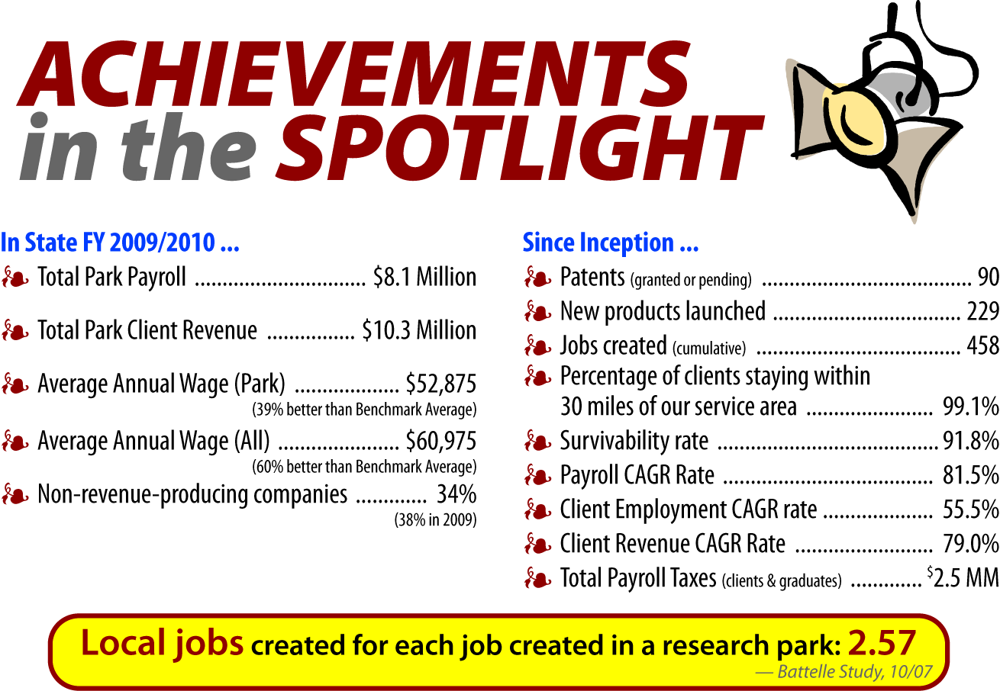 ACHIEVEMENTS
in the SPOTLIGHT
In State FY 2009/2010 ...
Total Park Payroll ............................... $8.1 Million
Total Park Client Revenue ................ $10.3 Million
Average Annual Wage (Park) ................... $52,875
(39% better than Benchmark Average)
Average Annual Wage (All) ...................... $60,975
(60% better than Benchmark Average)
Non-revenue-producing companies ............. 34%
(38% in 2009)
Since Inception ...
Patents (granted or pending) ...................................... 90
New products launched .................................. 229
Jobs created (cumulative) ..................................... 458
Percentage of clients staying within
30 miles of our service area ....................... 99.1%
Survivability rate ........................................ 91.8%
Payroll CAGR Rate ...................................... 81.5%
Client Employment CAGR rate .................... 55.5%
Client Revenue CAGR Rate ......................... 79.0%
Total Payroll Taxes (clients & graduates) ............. $2.5 MM
Local jobs created for each job created in a research park: 2.57
— Battelle Study, 10/07